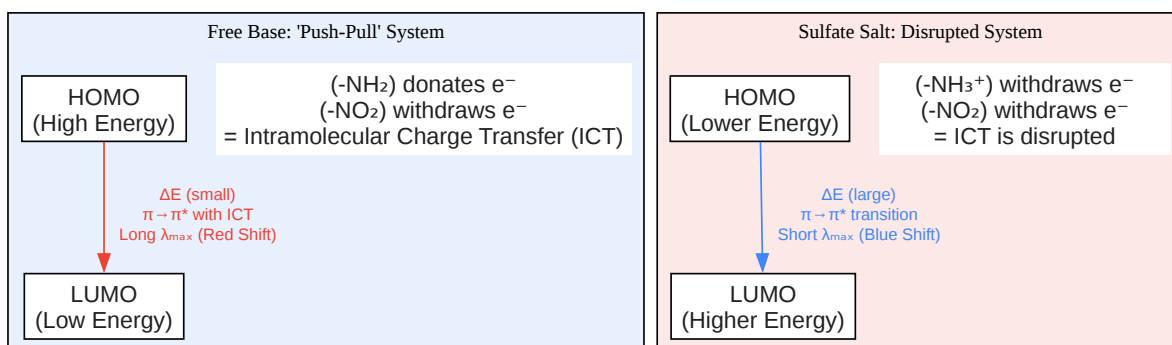 Free Base: 'Push-Pull' System
HOMO
(High Energy)
(-NH₂) donates e⁻
(-NO₂) withdraws e⁻
= Intramolecular Charge Transfer (ICT)
ΔE (small)
π→π* with ICT
Long λₘₐₓ (Red Shift)
LUMO
(Low Energy)
Sulfate Salt: Disrupted System
HOMO
(Lower Energy)
(-NH₃⁺) withdraws e⁻
(-NO₂) withdraws e⁻
= ICT is disrupted
ΔE (large)
π→π* transition
Short λₘₐₓ (Blue Shift)
LUMO
(Higher Energy)